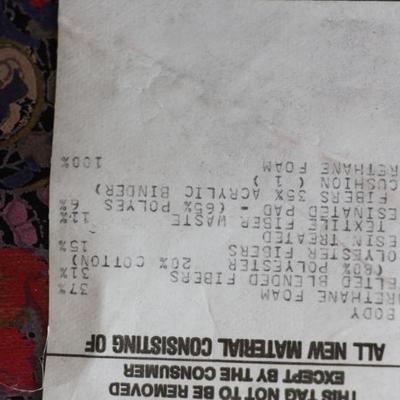 THIS TAG NOT TO BE REMOVED
EXCEPT BY THE CONSUMER
ALL NEW MATERIAL CONSISTING OF
BODY
RETHANE FOAM 37%
ELTED BLENDED FIBERS 31%
(80% POLYESTER 20% COTTON)
OLYESTER FIBERS 15%
ESIN TREATED
TEXTILE FIBER WASTE 11%
ESINATED PAD - (65% POLYES 6%
FIBERS 35% ACRYLIC BINDER)
CUSHION ( 1 )
RETHANE FOAM 100%